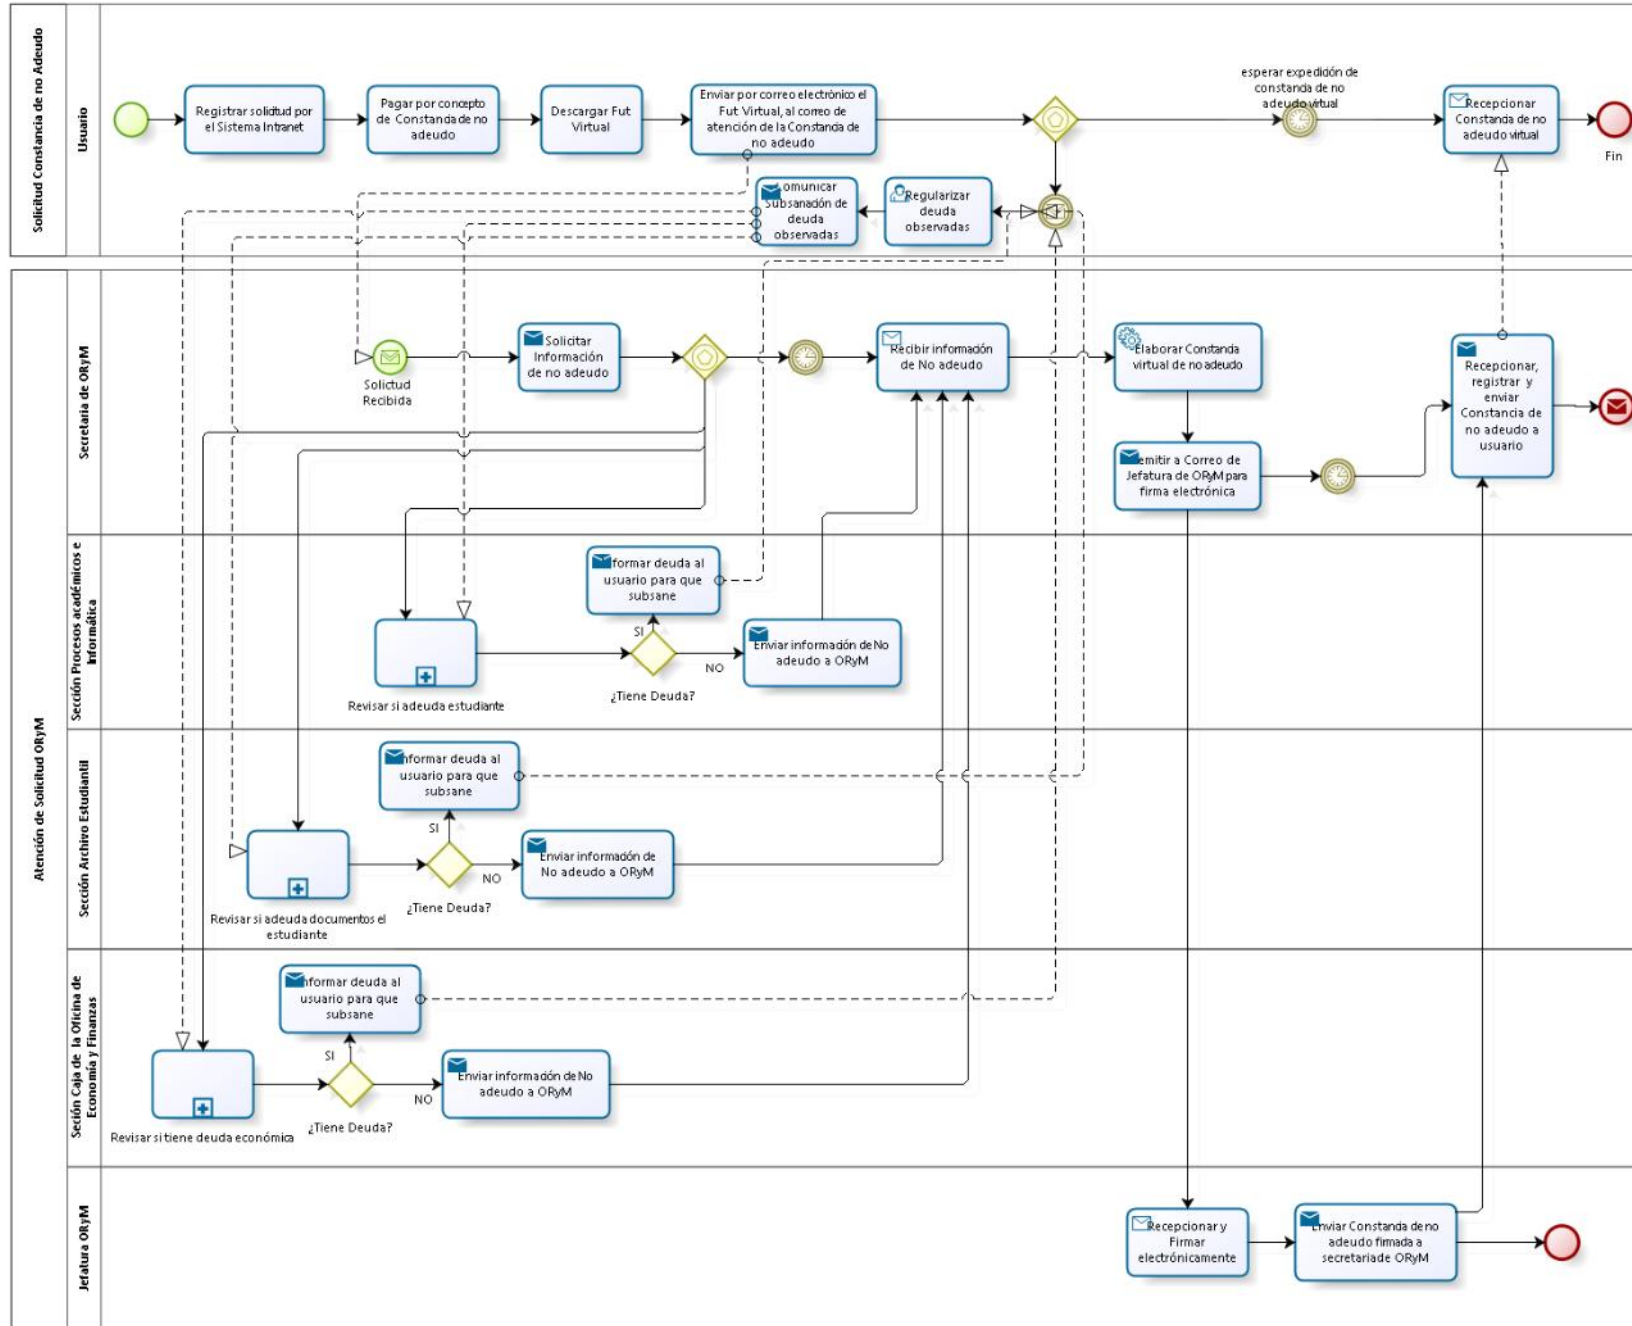 Solicitud Constancia de no Adeudo
Usuario
Registrar solicitud por
el Sistema Intranet
Pagar por concepto
de Constancia de no
adeudo
Descargar Fut
Virtual
Enviar por correo electrónico el
Fut Virtual, al correo de
atención de la Constancia de
no adeudo
esperar expedición de
constancia de no
adeudo virtual
Recepcionar
Constancia de no
adeudo virtual
Fin
omunicar
Subsanación de
deuda
observadas
Regularizar
deuda
observadas
Atención de Solicitud ORyM
Secretaria de ORyM
Solictud
Recibida
Solicitar
Información
de no adeudo
Recibir información
de No adeudo
Elaborar Constancia
virtual de no adeudo
emitir a Correo de
Jefatura de ORyM para
firma electrónica
Recepcionar,
registrar y
enviar
Constancia de
no adeudo a
usuario
Sección Procesos académicos e
Informática
formar deuda al
usuario para que
subsane
SI
NO
¿Tiene Deuda?
Enviar información de No
adeudo a ORyM
Revisar si adeuda estudiante
Sección Archivo Estudiantil
nformar deuda al
usuario para que
subsane
SI
NO
¿Tiene Deuda?
Enviar información de
No adeudo a ORyM
Revisar si adeuda documentos el
estudiante
Sección Caja de la Oficina de
Economía y Finanzas
nformar deuda al
usuario para que
subsane
SI
NO
¿Tiene Deuda?
Enviar información de No
adeudo a ORyM
Revisar si tiene deuda económica
Jefatura ORyM
Recepcionar y
Firmar
electrónicamente
Enviar Constancia de no
adeudo firmada a
secretaria de ORyM